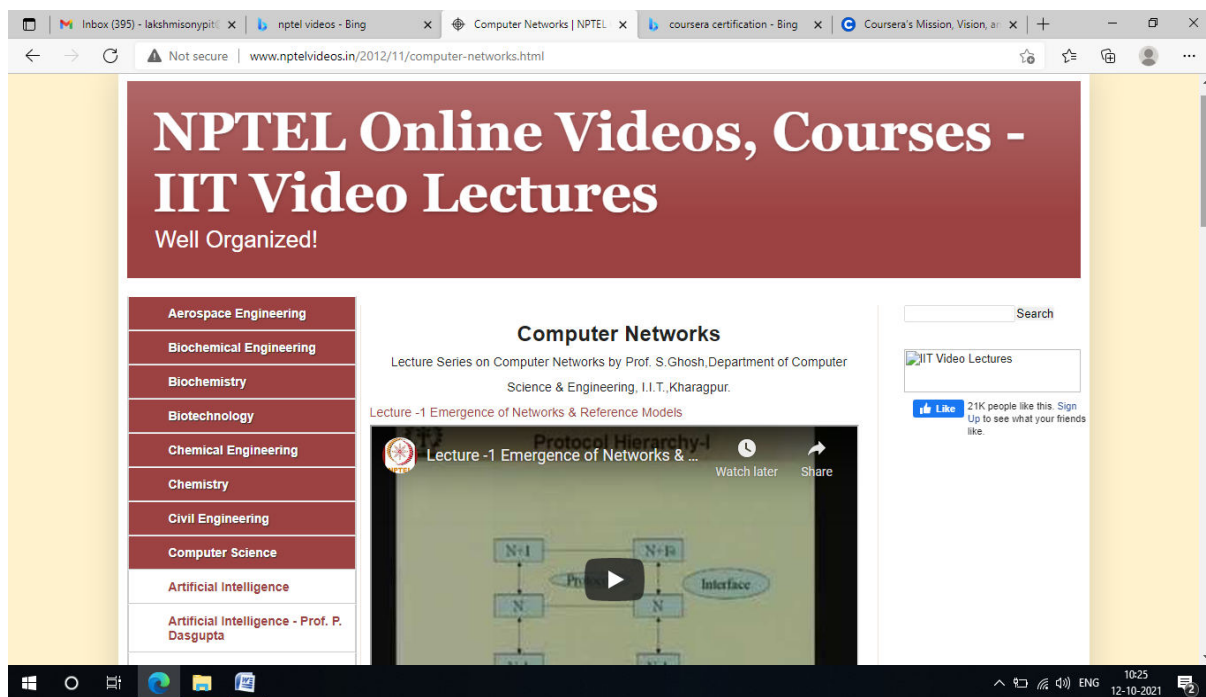 Inbox (395) - lakshmisonypit
nptel videos - Bing
Computer Networks | NPTEL
coursera certification - Bing
Coursera's Mission, Vision, an
Not secure | www.nptelvideos.in/2012/11/computer-networks.html
NPTEL Online Videos, Courses -
IIT Video Lectures
Well Organized!
Aerospace Engineering
Biochemical Engineering
Biochemistry
Biotechnology
Chemical Engineering
Chemistry
Civil Engineering
Computer Science
Artificial Intelligence
Artificial Intelligence - Prof. P.
Dasgupta
Computer Networks
Lecture Series on Computer Networks by Prof. S.Ghosh,Department of Computer
Science & Engineering, I.I.T.,Kharagpur.
Lecture -1 Emergence of Networks & Reference Models
Protocol Hierarchy-I
NPTEL
Lecture -1 Emergence of Networks & ...
Watch later
Share
N+1
Interface
N
N
Search
IIT Video Lectures
Like
21K people like this. Sign
Up to see what your friends
like.
ENG
10:25
12-10-2021
2